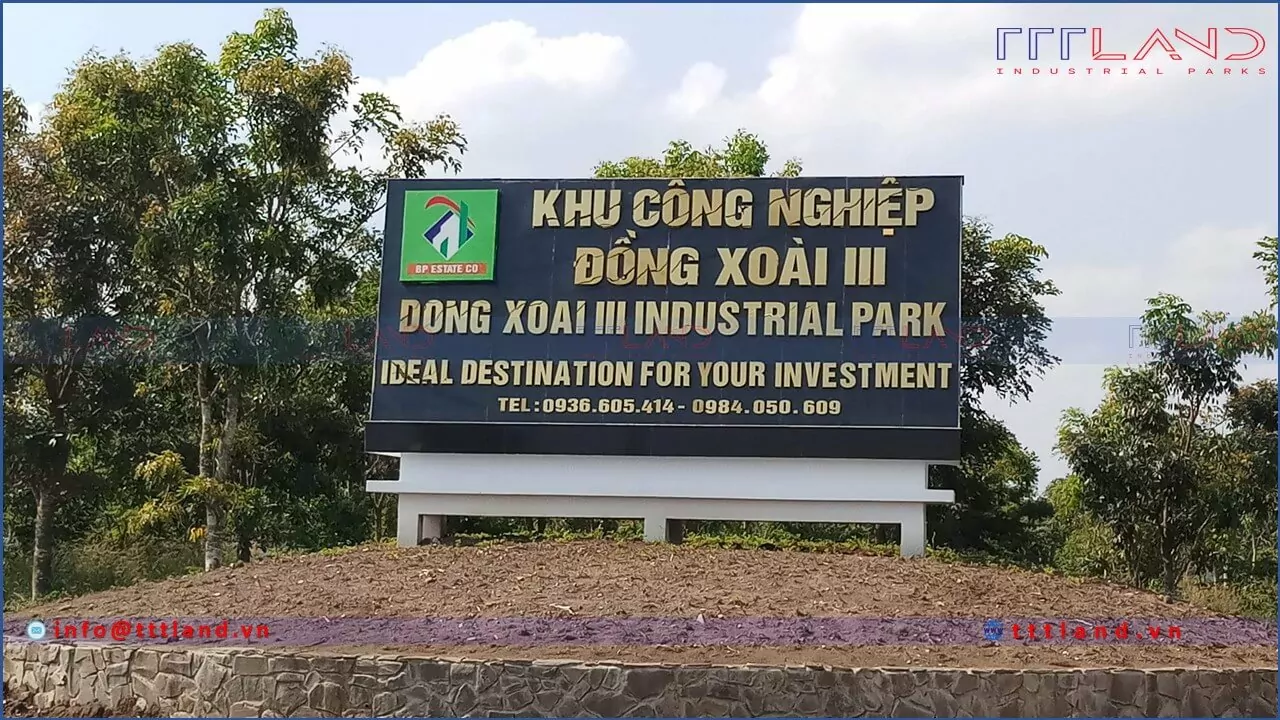 TTTLAND
INDUSTRIAL PARKS
BP ESTATE CO
KHU CÔNG NGHIỆP
ĐỒNG XOÀI III
DONG XOAI III INDUSTRIAL PARK
IDEAL DESTINATION FOR YOUR INVESTMENT
TEL : 0936.605.414 - 0984.050.609
info@tttland.vn
tttland.vn